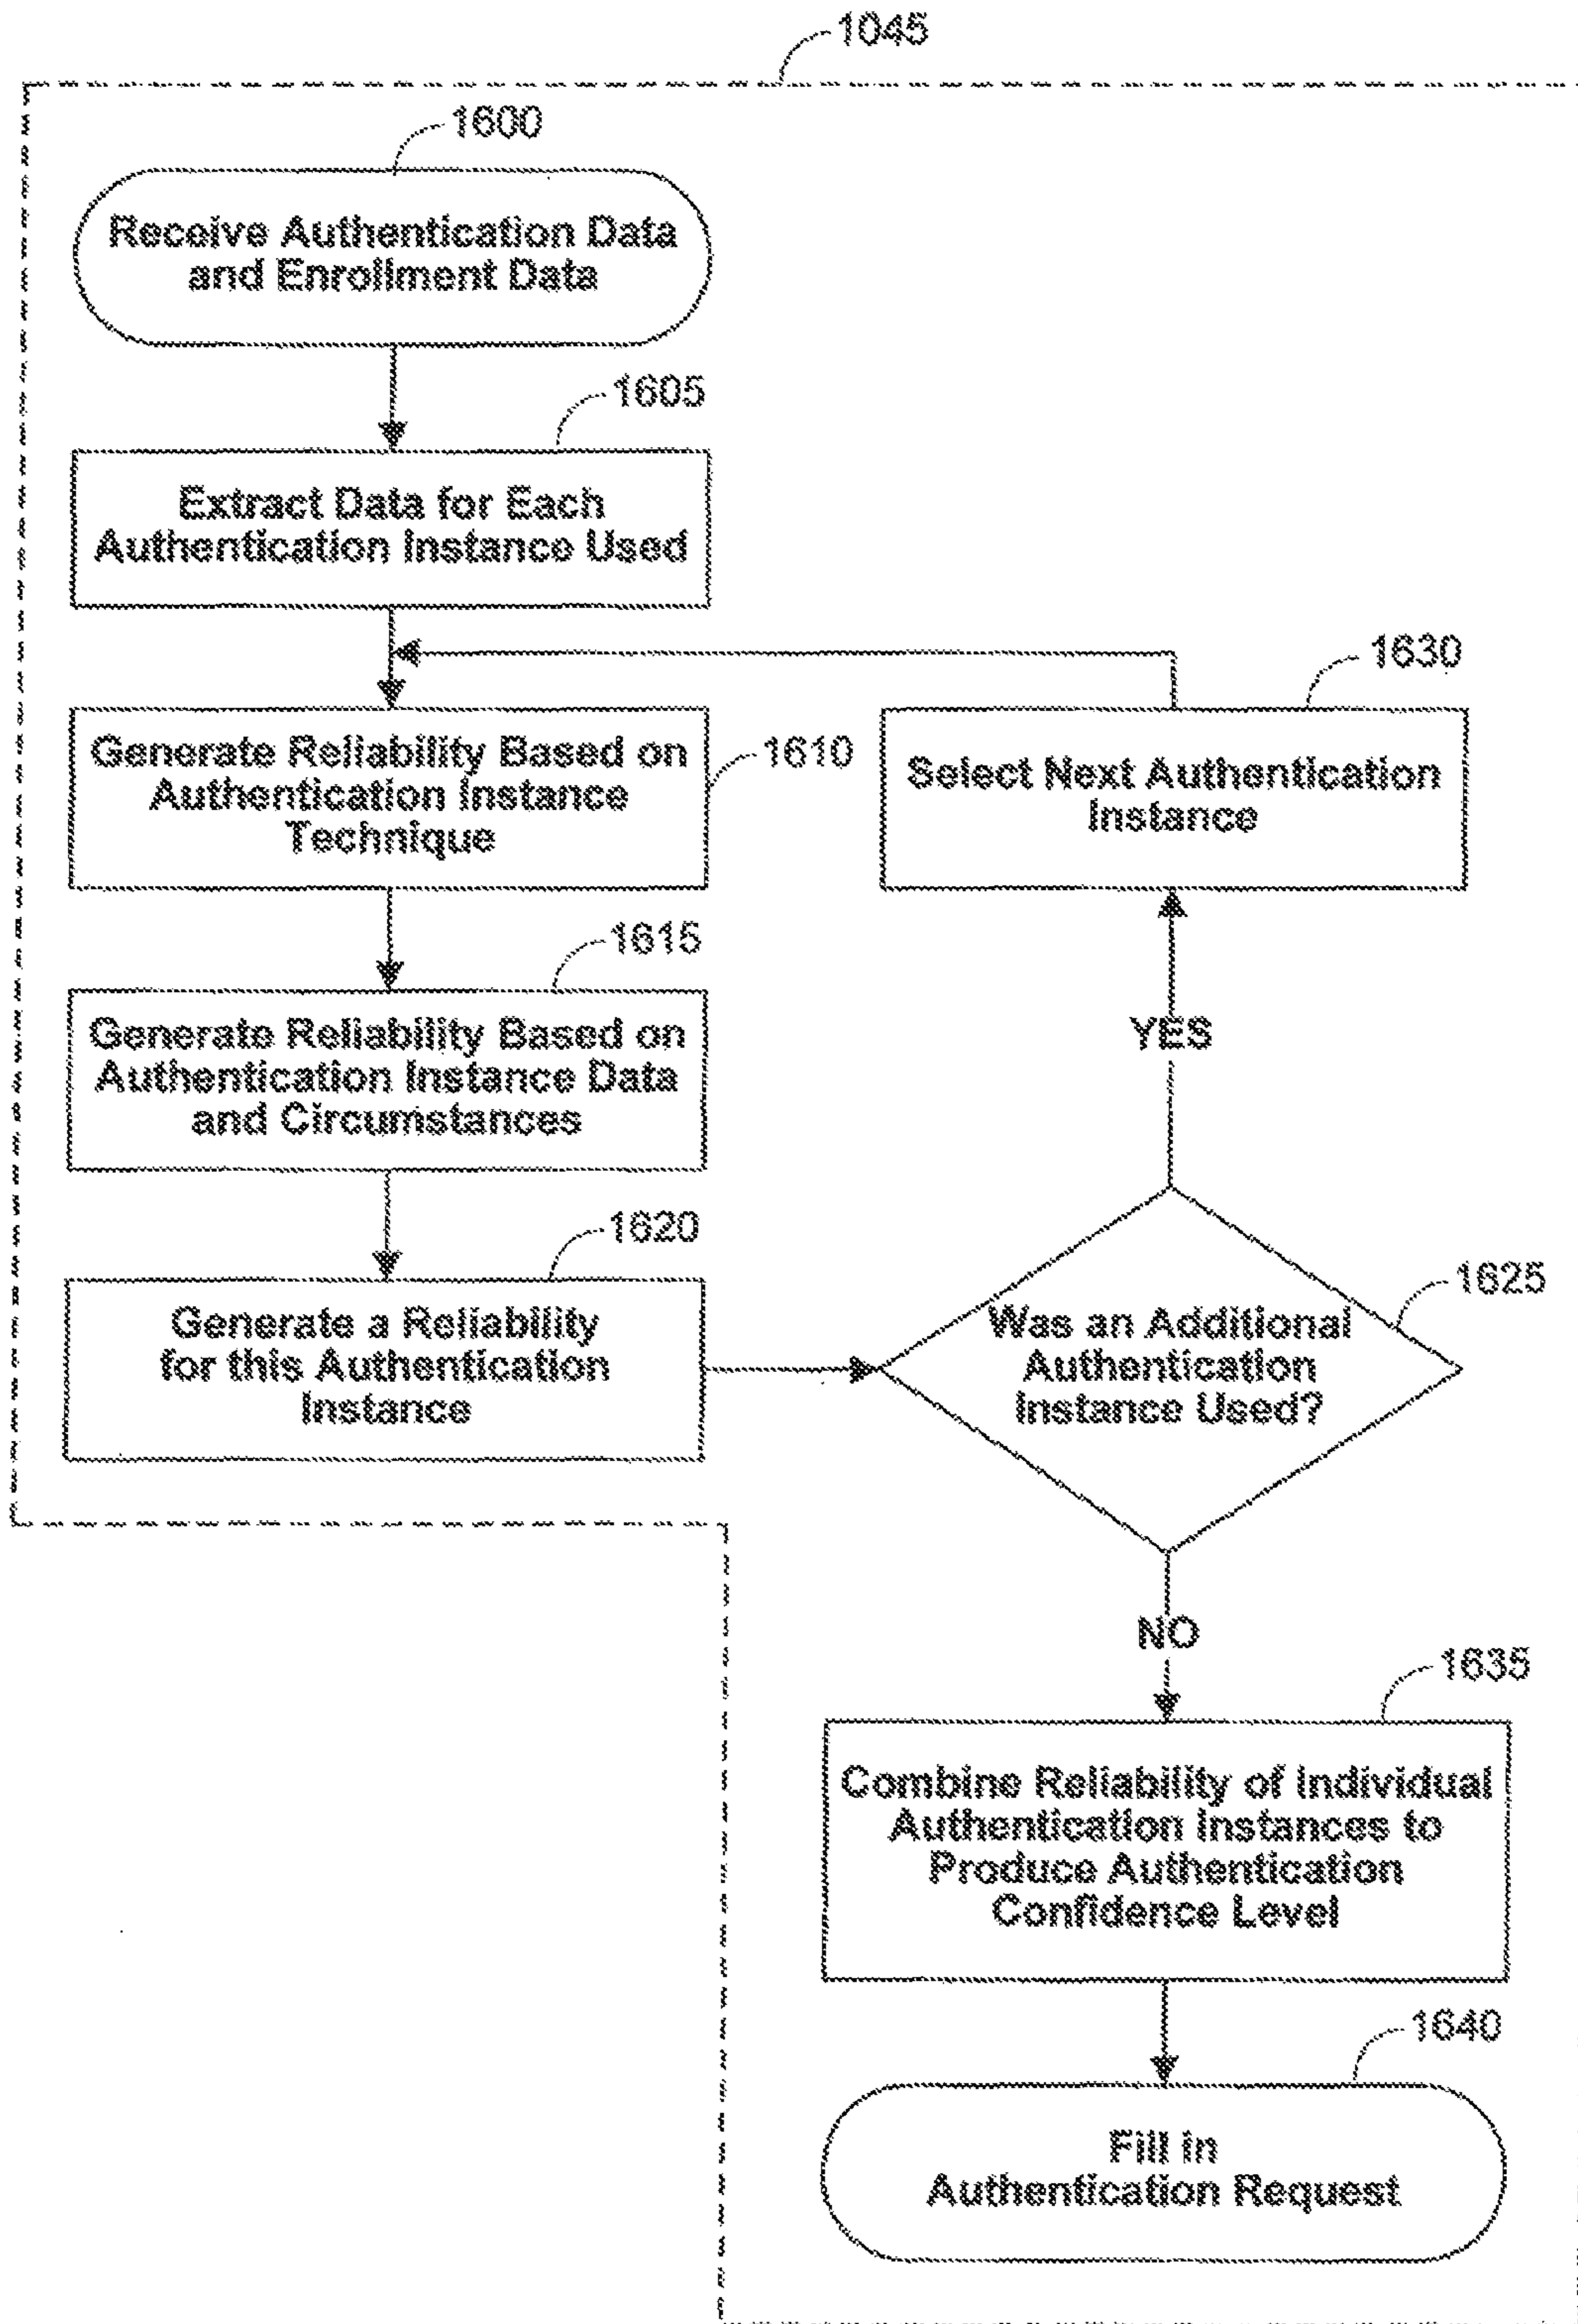 1045
1600
Receive Authentication Data
and Enrollment Data
1605
Extract Data for Each
Authentication Instance Used
1630
Generate Reliability Based on
Authentication Instance
Technique
1610
Select Next Authentication
Instance
1615
Generate Reliability Based on
Authentication Instance Data
and Circumstances
YES
1620
Generate a Reliability
for this Authentication
Instance
1625
Was an Additional
Authentication
Instance Used?
NO
1635
Combine Reliability of Individual
Authentication Instances to
Produce Authentication
Confidence Level
1640
Fill in
Authentication Request